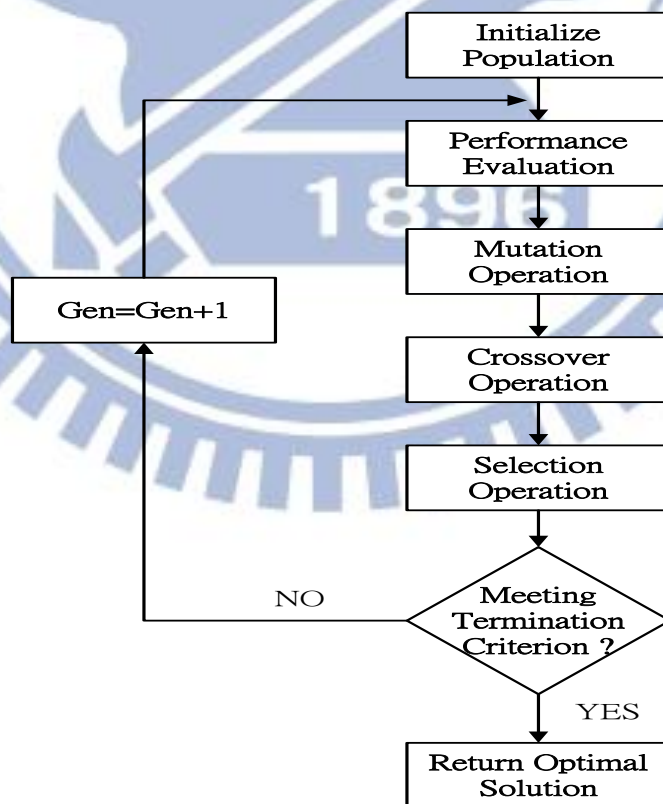 Initialize
Population
Performance
Evaluation
1896
Mutation
Operation
Gen=Gen+1
Crossover
Operation
Selection
Operation
NO
Meeting
Termination
Criterion ?
YES
Return Optimal
Solution